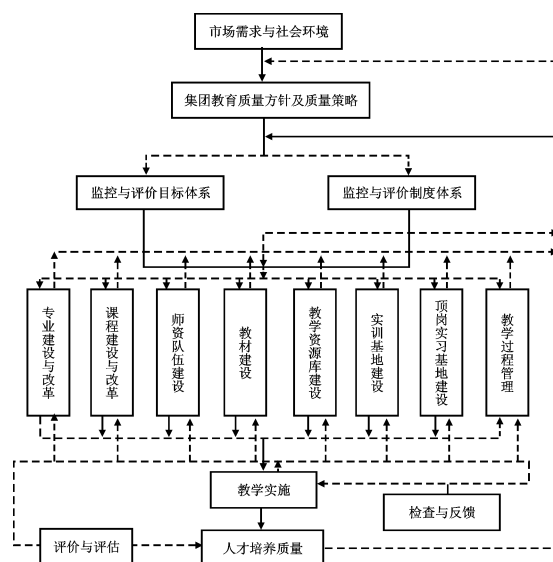 市场需求与社会环境
集团教育质量方针及质量策略
监控与评价目标体系
监控与评价制度体系
专业建设与改革
课程建设与改革
师资队伍建设
教材建设
教学资源库建设
实训基地建设
顶岗实习基地建设
教学过程管理
教学实施
检查与反馈
评价与评估
人才培养质量